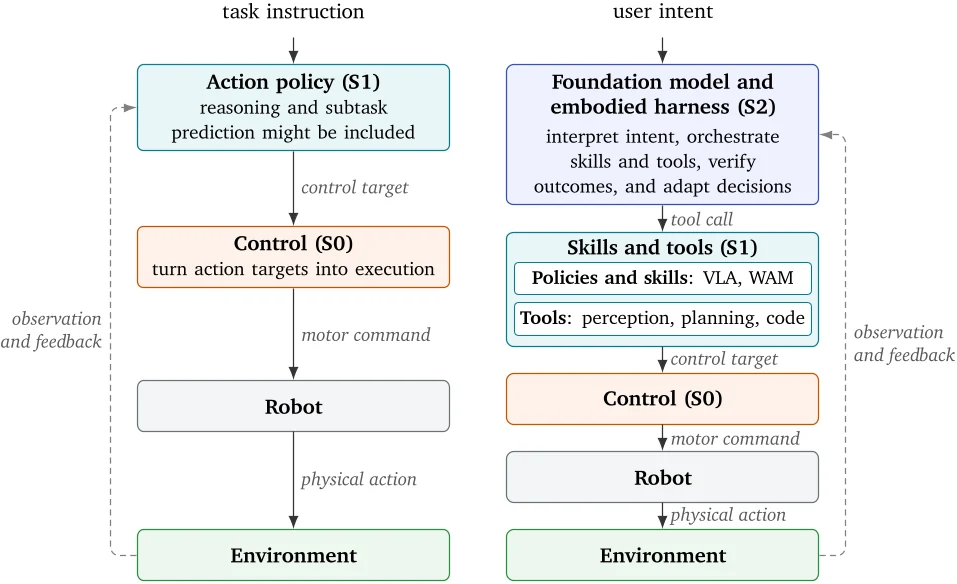 task instruction
Action policy (S1)
reasoning and subtask
prediction might be included
control target
Control (S0)
turn action targets into execution
observation
and feedback
motor command
Robot
physical action
Environment
user intent
Foundation model and
embodied harness (S2)
interpret intent, orchestrate
skills and tools, verify
outcomes, and adapt decisions
tool call
Skills and tools (S1)
Policies and skills: VLA, WAM
Tools: perception, planning, code
observation
and feedback
control target
Control (S0)
motor command
Robot
physical action
Environment